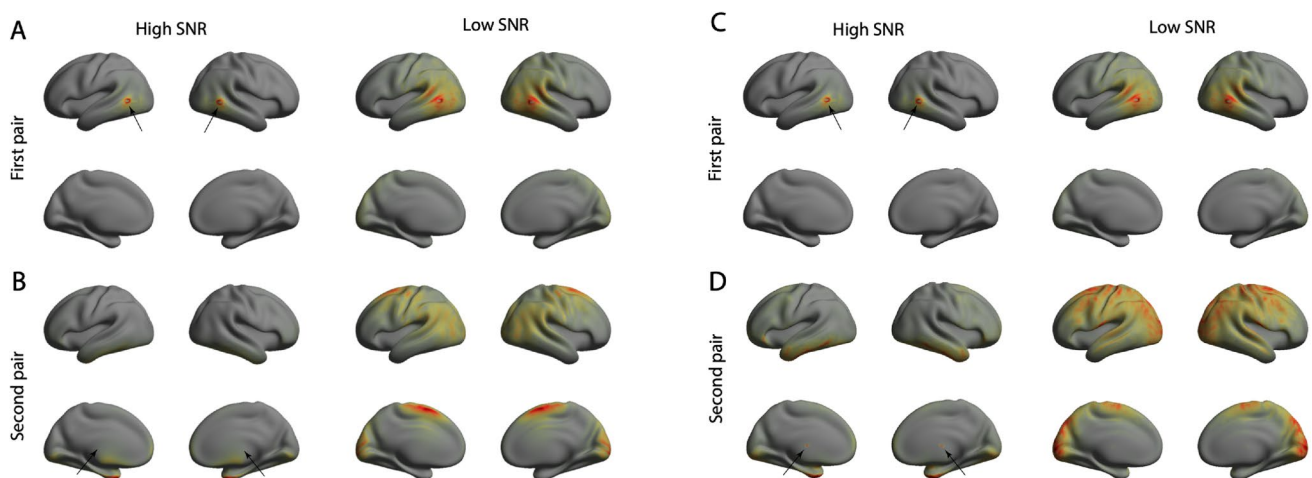 A
High SNR
Low SNR
First pair
B
Second pair
C
High SNR
Low SNR
First pair
D
Second pair